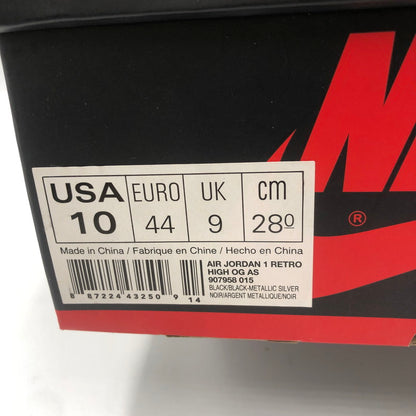 NI
®
USA EURO UK cm
10 44 9 28⁰
Made in China / Fabrique en Chine / Hecho en China
AIR JORDAN 1 RETRO
HIGH OG AS
907958 015
BLACK/BLACK-METALLIC SILVER
NOIR/ARGENT METALLIQUE/NOIR
8 87224 43250 9 14